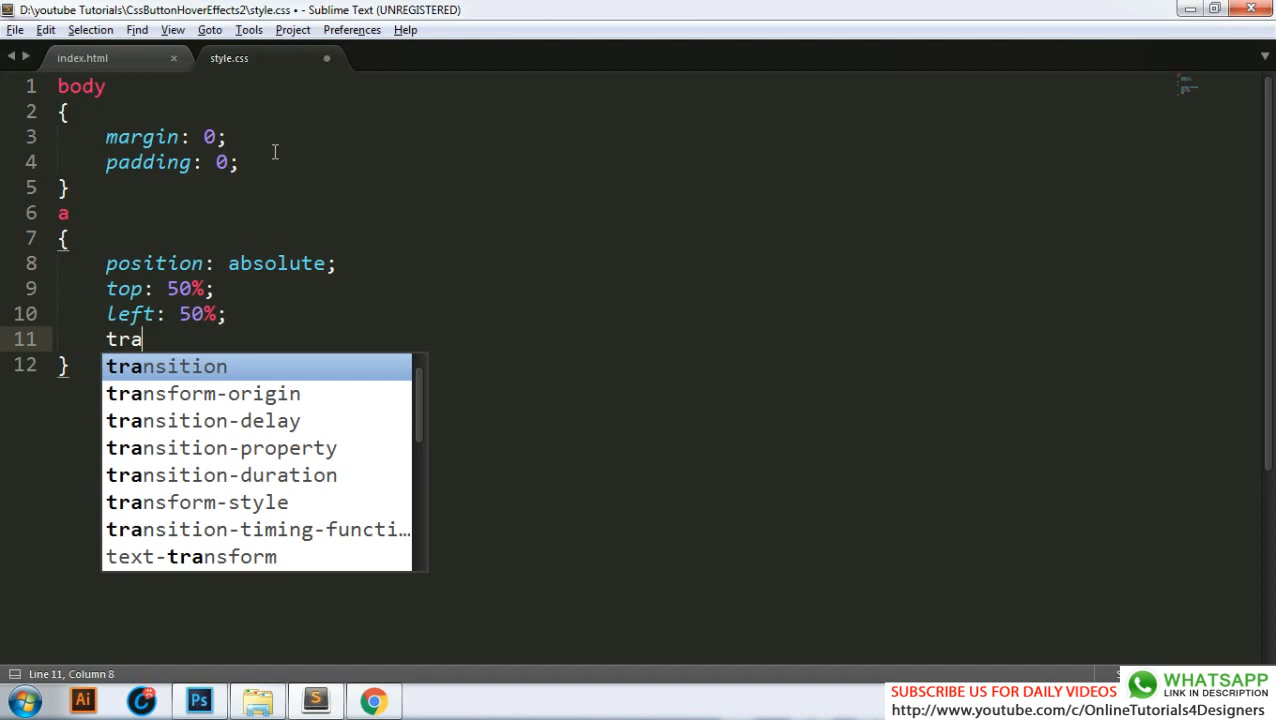 D:\youtube Tutorials\CssButtonHoverEffects2\style.css • - Sublime Text (UNREGISTERED)
File Edit Selection Find View Goto Tools Project Preferences Help
index.html × style.css
1 body
2 {
3 margin: 0;
4 padding: 0;
5 }
6 a
7 {
8 position: absolute;
9 top: 50%;
10 left: 50%;
11 tra
12 }
transition
transform-origin
transition-delay
transition-property
transition-duration
transform-style
transition-timing-functi…
text-transform
Line 11, Column 8
SUBSCRIBE US FOR DAILY VIDEOS
WHATSAPP
LINK IN DESCRIPTION
http://www.youtube.com/c/OnlineTutorials4Designers
Ai Ps S